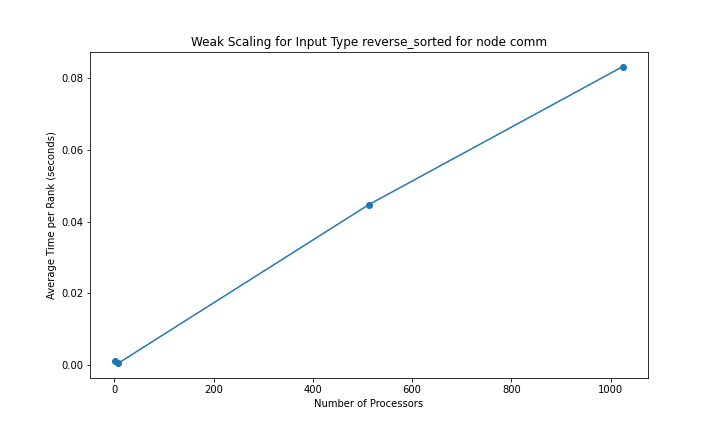 Weak Scaling for Input Type reverse_sorted for node comm
Average Time per Rank (seconds)
0.08
0.06
0.04
0.02
0.00
0 200 400 600 800 1000
Number of Processors